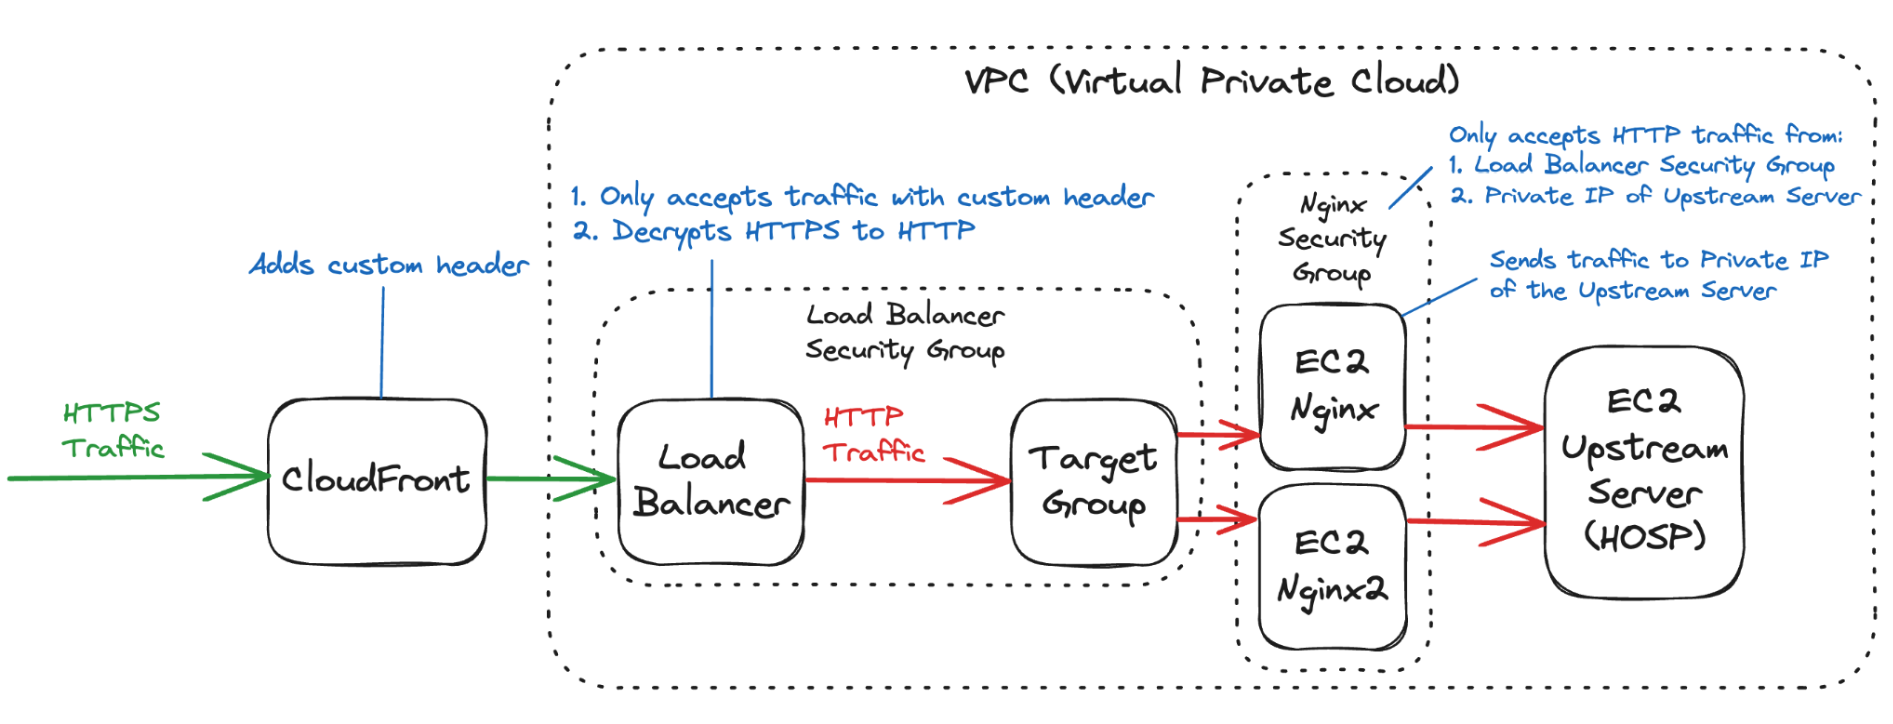 VPC (Virtual Private Cloud)
Only accepts HTTP traffic from:
1. Load Balancer Security Group
2. Private IP of Upstream Server
1. Only accepts traffic with custom header
2. Decrypts HTTPS to HTTP
Nginx
Security
Group
Adds custom header
Sends traffic to Private IP
of the Upstream Server
Load Balancer
Security Group
HTTPS
Traffic
CloudFront
Load
Balancer
HTTP
Traffic
Target
Group
EC2
Nginx
EC2
Nginx2
EC2
Upstream
Server
(HOSP)